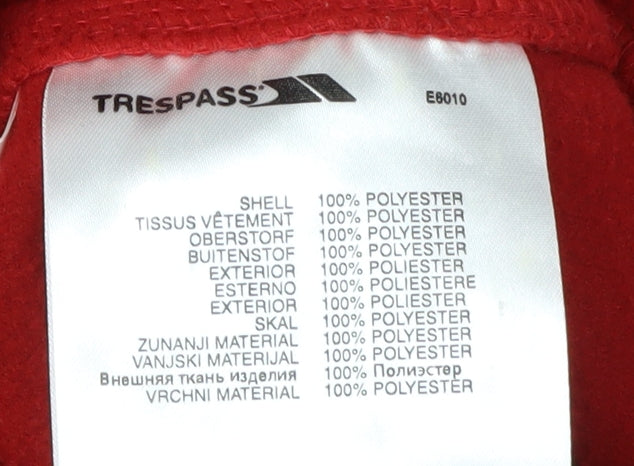 TRESPASS® E6010
SHELL 100% POLYESTER
TISSUS VÊTEMENT 100% POLYESTER
OBERSTORF 100% POLYESTER
BUITENSTOF 100% POLYESTER
EXTERIOR 100% POLIESTER
ESTERNO 100% POLIESTERE
EXTERIOR 100% POLIESTER
SKAL 100% POLYESTER
ZUNANJI MATERIAL 100% POLYESTER
VANJSKI MATERIJAL 100% POLYESTER
Внешняя ткань изделия 100% Полиэстер
VRCHNI MATERIAL 100% POLYESTER